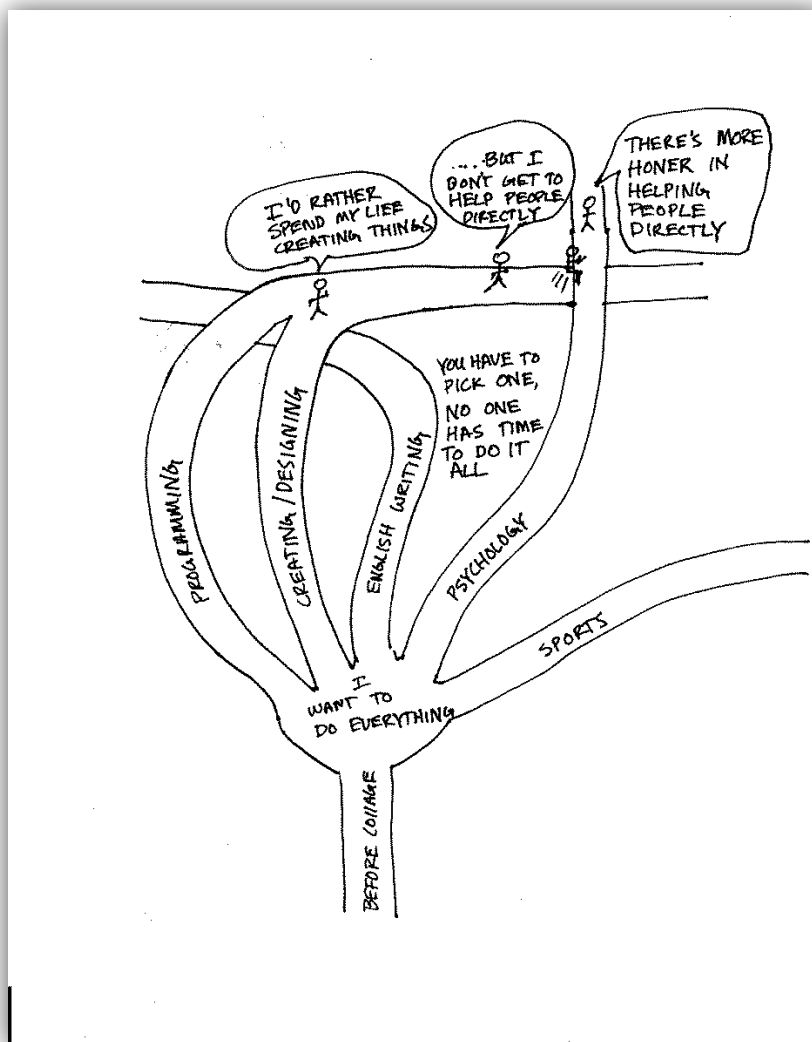 I'D RATHER
SPEND MY LIFE
CREATING THINGS
.... BUT I
DON'T GET TO
HELP PEOPLE
DIRECTLY
THERE'S MORE
HONER IN
HELPING
PEOPLE
DIRECTLY
YOU HAVE TO
PICK ONE,
NO ONE
HAS TIME
TO DO IT
ALL
PROGRAMMING
CREATING/DESIGNING
ENGLISH WRITING
PSYCHOLOGY
SPORTS
I
WANT TO
DO EVERYTHING
BEFORE COLLAGE